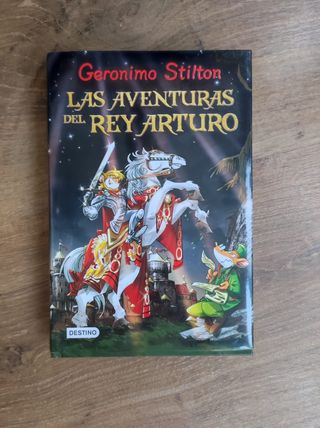 Geronimo Stilton
LAS AVENTURAS
DEL REY ARTURO
DESTINO